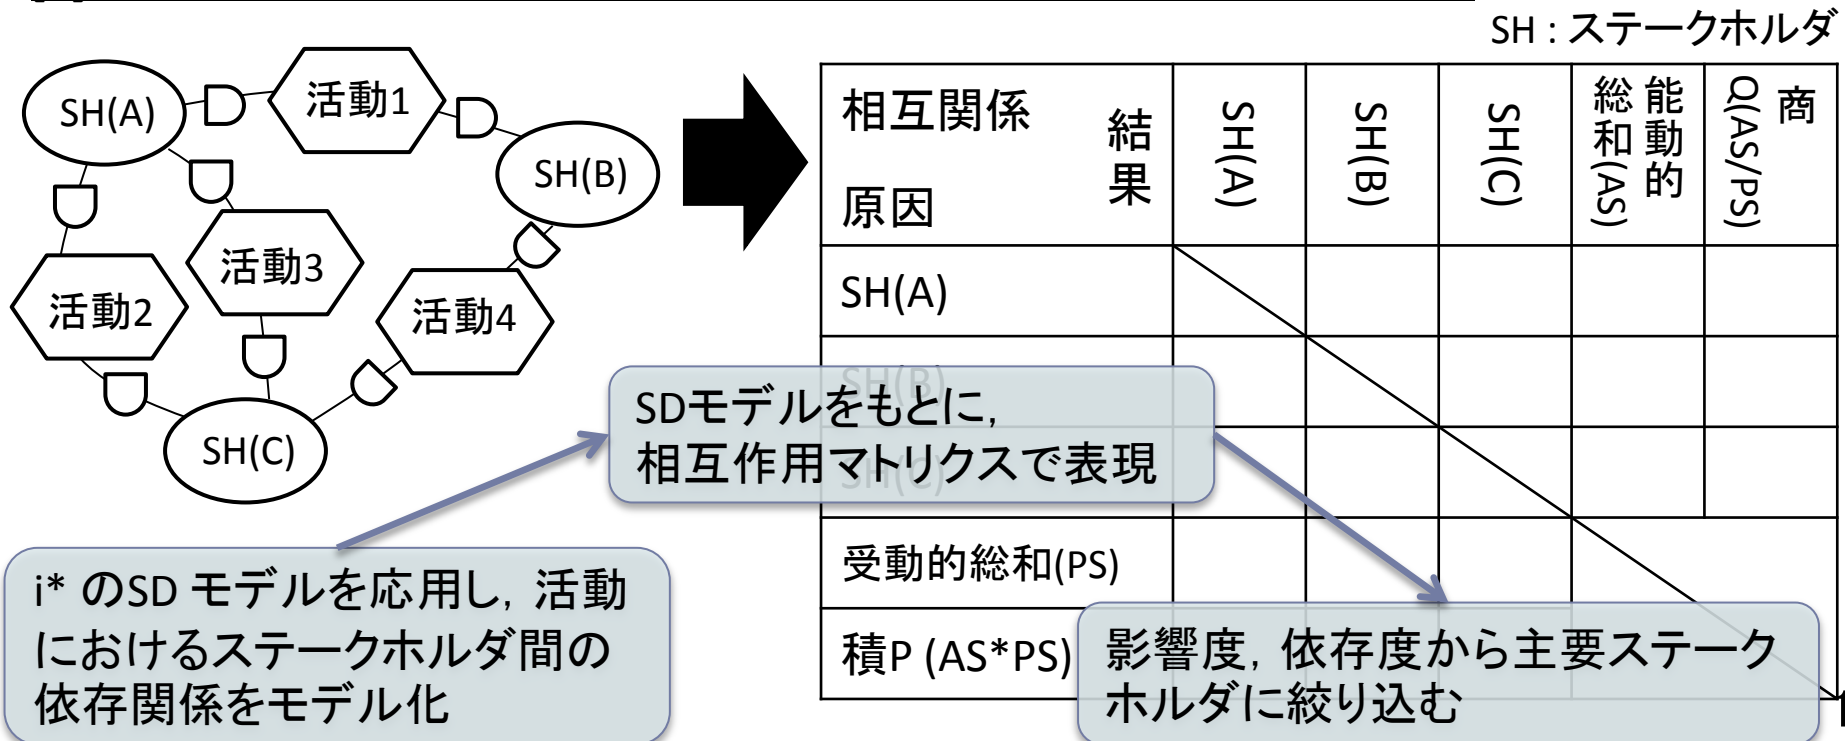 SH : ステークホルダ
SH(A)
活動1
SH(B)
活動3
活動2
活動4
SH(C)
相互関係
結果
原因
SH(A)
SH(B)
SH(C)
能動的
総和(AS)
商
Q(AS/PS)
SH(A)
SH(B)
SH(C)
受動的総和(PS)
積P (AS*PS)
SDモデルをもとに,
相互作用マトリクスで表現
i* のSD モデルを応用し, 活動
におけるステークホルダ間の
依存関係をモデル化
影響度, 依存度から主要ステーク
ホルダに絞り込む